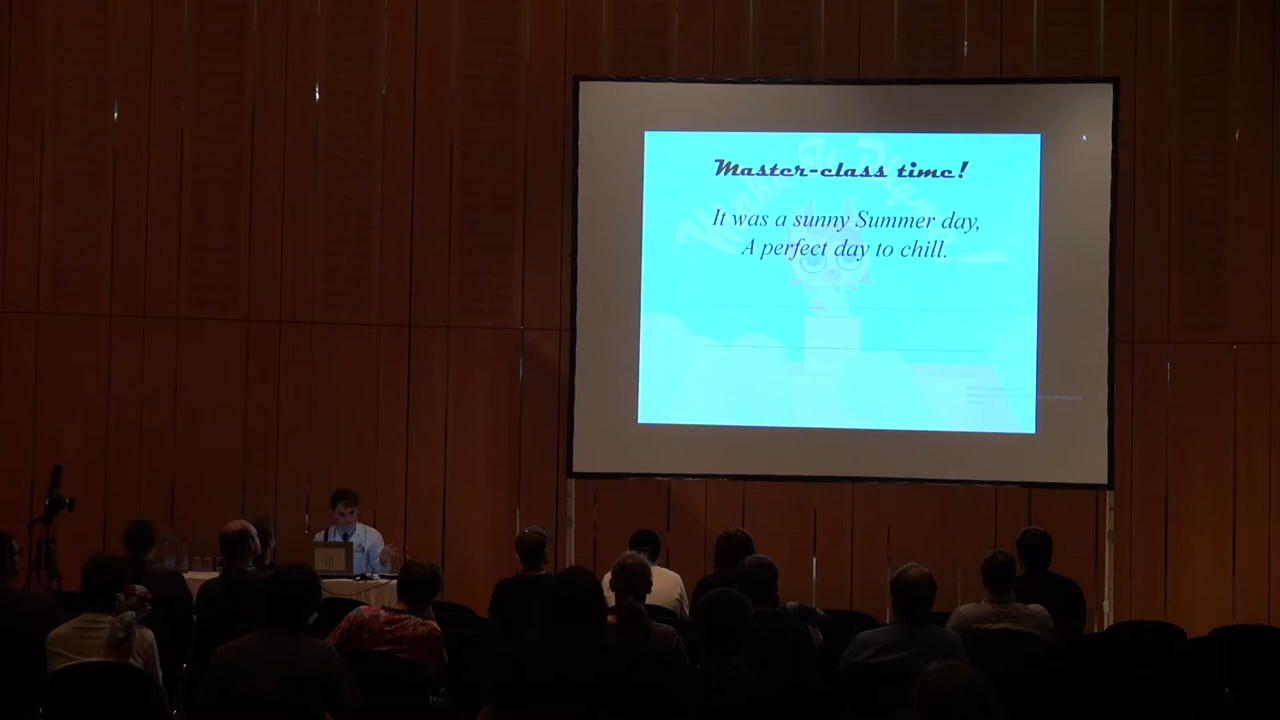 Master-class time!
It was a sunny Summer day,
A perfect day to chill.